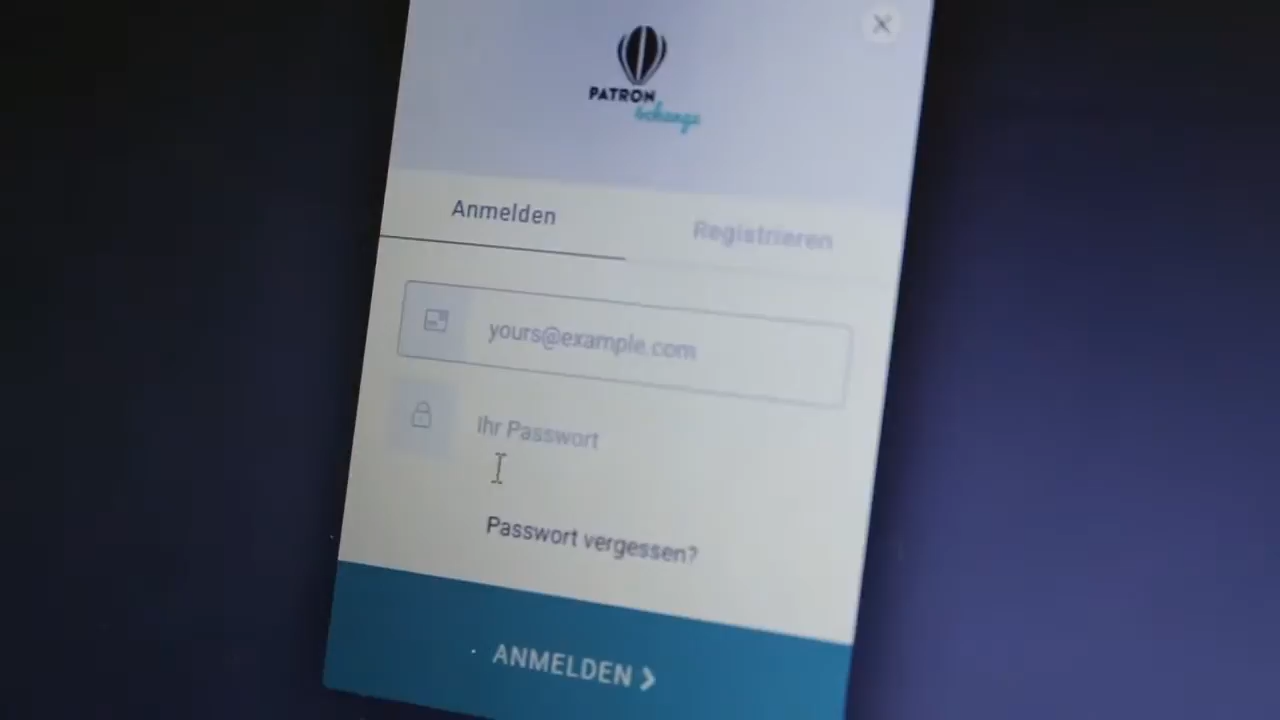 PATRON
Anmelden
Registrieren
yours@example.com
Ihr Passwort
Passwort vergessen?
ANMELDEN